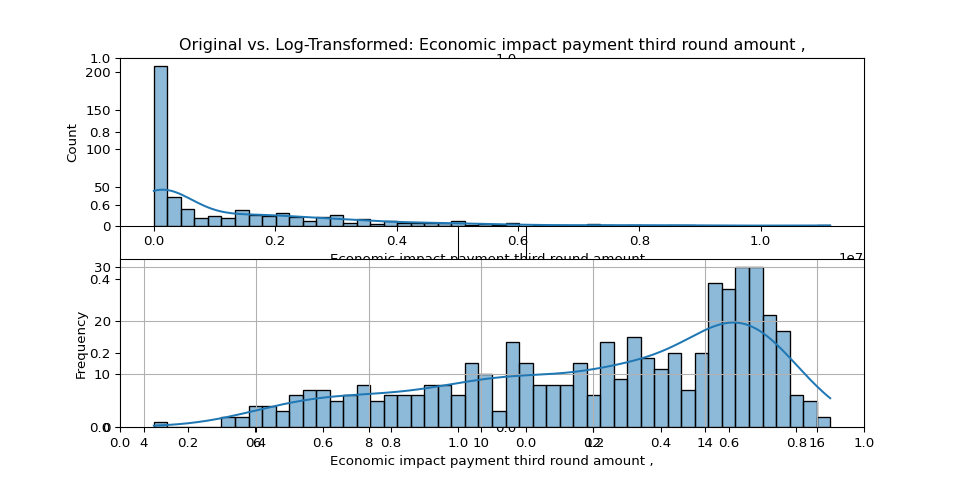 Original vs. Log-Transformed: Economic impact payment third round amount ,
1.0
1.0
200
150
0.8
100
50
0.6
0
Count
0.0 0.2 0.4 0.6 0.8 1.0
Economic impact payment third round amount
1e7
30
0.4
20
0.2
10
0.0
0
Frequency
0.0
0.0 4 0.2 0.4 6 0.6 8 0.8 1.0 10 0.0 0.2 12 0.4 14 0.6 0.8 16 1.0
Economic impact payment third round amount ,